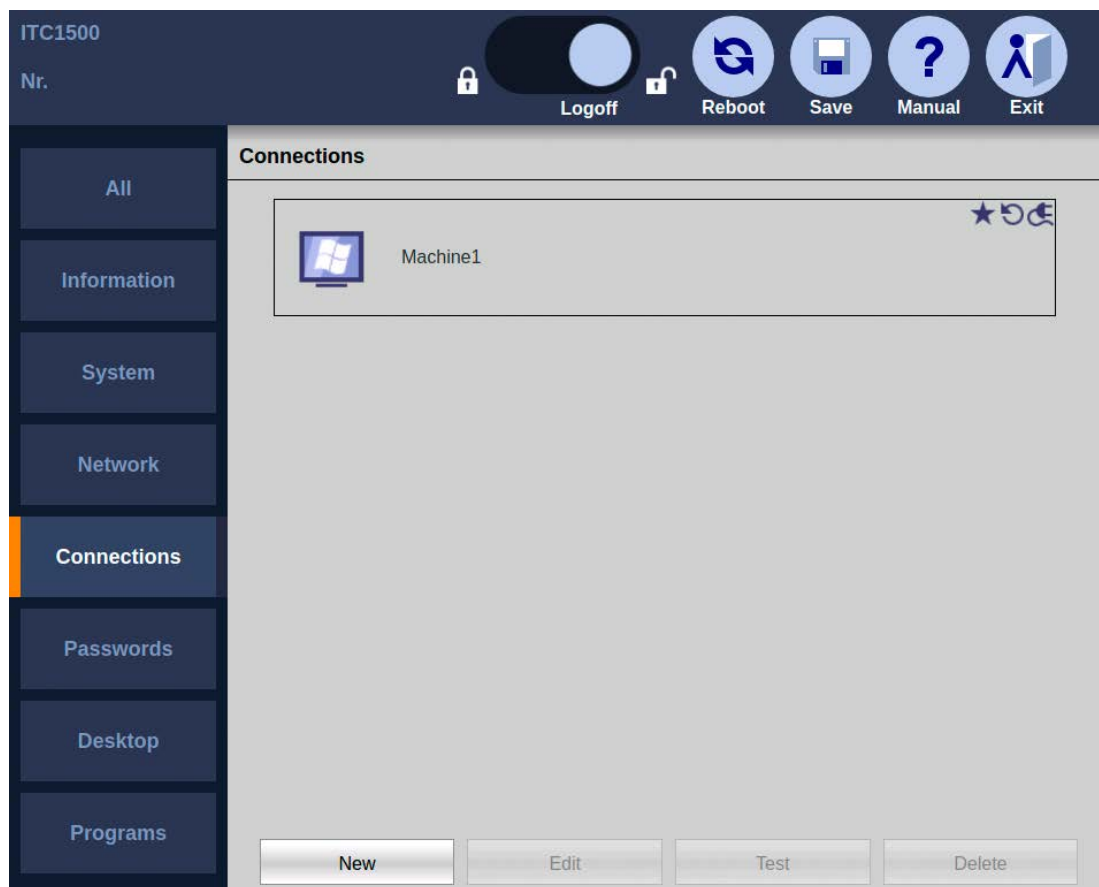 ITC1500
Nr.
Logoff
Reboot
Save
Manual
Exit
All
Information
System
Network
Connections
Passwords
Desktop
Programs
Connections
Machine1
New
Edit
Test
Delete